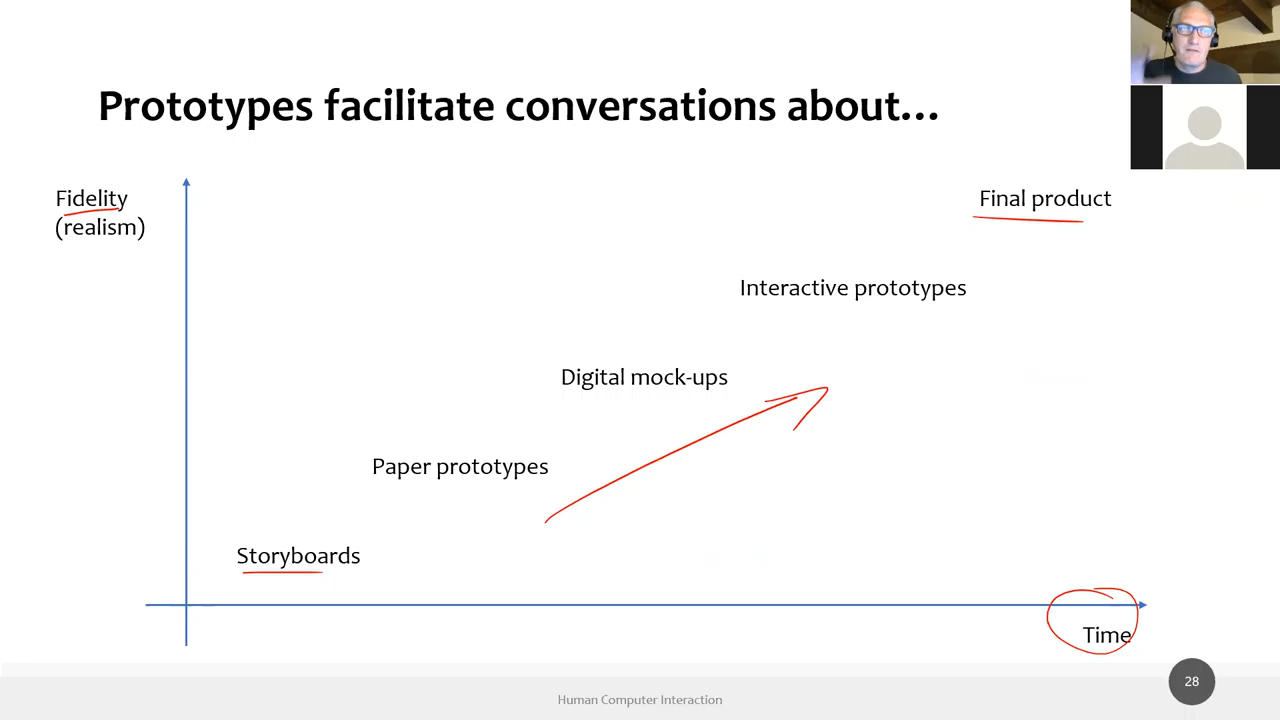 Prototypes facilitate conversations about...
Fidelity
(realism)
Final product
Interactive prototypes
Digital mock-ups
Paper prototypes
Storyboards
Time
28
Human Computer Interaction